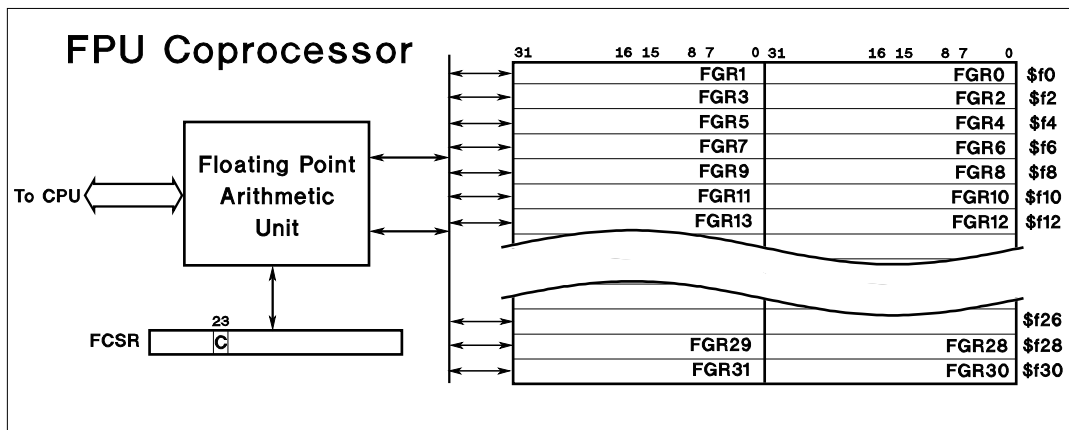 FPU Coprocessor
31 16 15 8 7 0 31 16 15 8 7 0
FGR1 FGR0 $f0
FGR3 FGR2 $f2
FGR5 FGR4 $f4
FGR7 FGR6 $f6
FGR9 FGR8 $f8
FGR11 FGR10 $f10
FGR13 FGR12 $f12
$f26
FGR29 FGR28 $f28
FGR31 FGR30 $f30
To CPU
Floating Point
Arithmetic
Unit
23
FCSR C